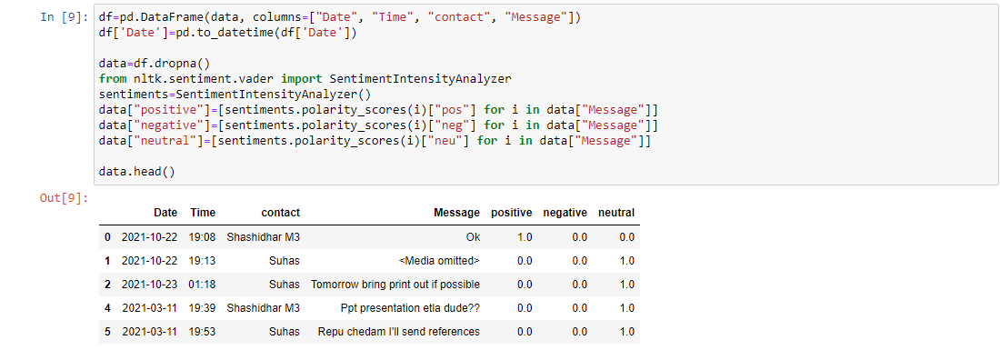 In [9]: df=pd.DataFrame(data, columns=["Date", "Time", "contact", "Message"])
df['Date']=pd.to_datetime(df['Date'])
data=df.dropna()
from nltk.sentiment.vader import SentimentIntensityAnalyzer
sentiments=SentimentIntensityAnalyzer()
data["positive"]=[sentiments.polarity_scores(i)["pos"] for i in data["Message"]]
data["negative"]=[sentiments.polarity_scores(i)["neg"] for i in data["Message"]]
data["neutral"]=[sentiments.polarity_scores(i)["neu"] for i in data["Message"]]
data.head()
Out[9]:
Date Time contact Message positive negative neutral
0 2021-10-22 19:08 Shashidhar M3 Ok 1.0 0.0 0.0
1 2021-10-22 19:13 Suhas <Media omitted> 0.0 0.0 1.0
2 2021-10-23 01:18 Suhas Tomorrow bring print out if possible 0.0 0.0 1.0
4 2021-03-11 19:39 Shashidhar M3 Ppt presentation etla dude?? 0.0 0.0 1.0
5 2021-03-11 19:53 Suhas Repu chedam I'll send references 0.0 0.0 1.0